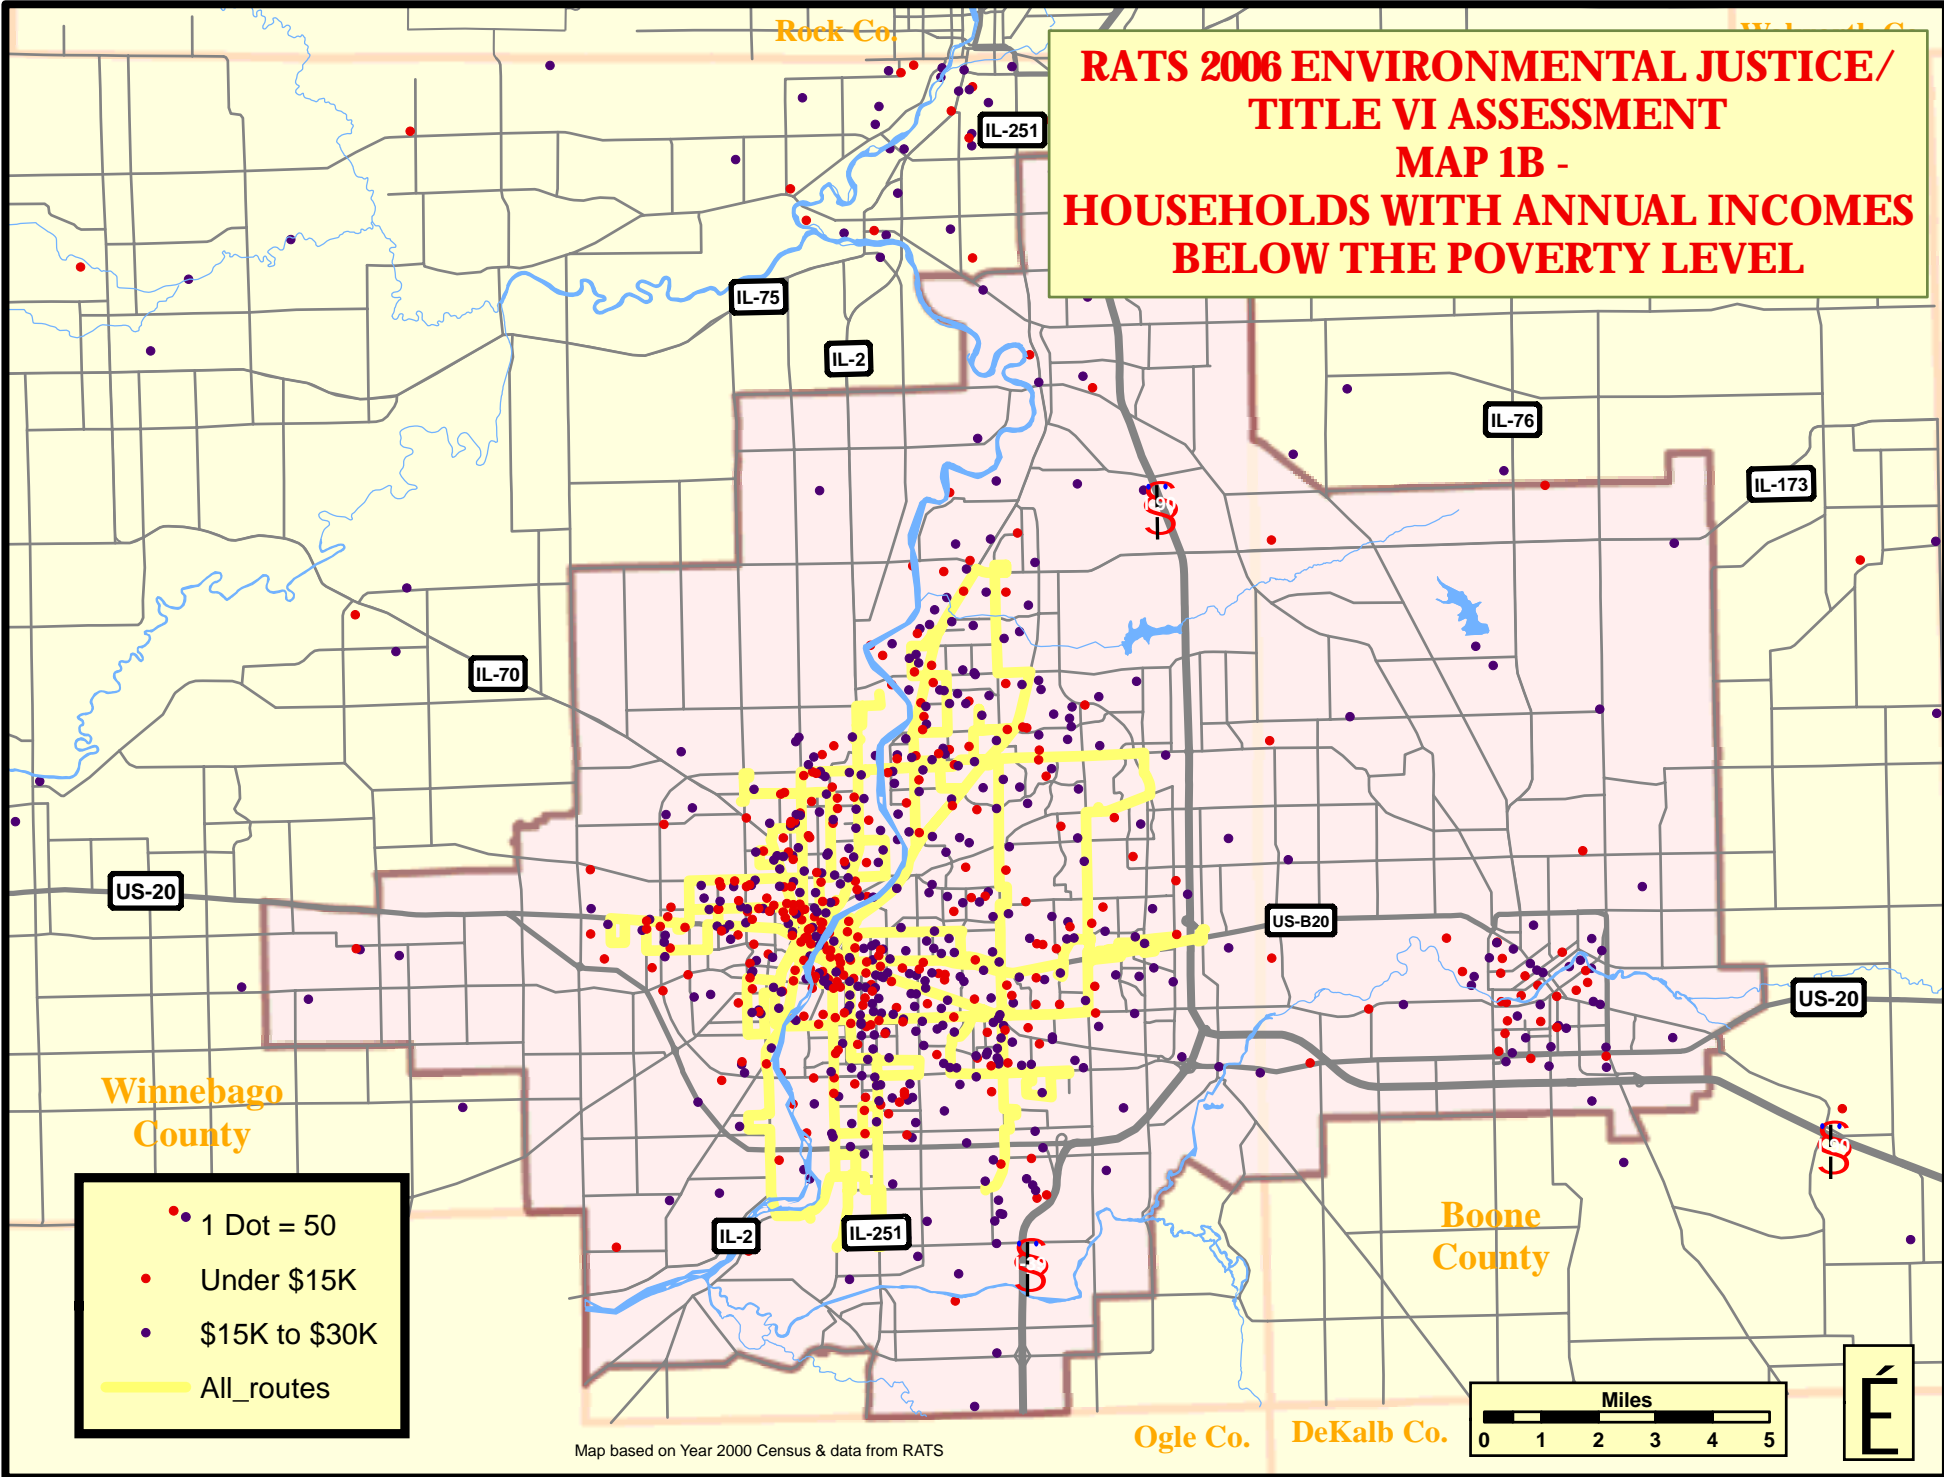 Rock Co.
RATS 2006 ENVIRONMENTAL JUSTICE/
TITLE VI ASSESSMENT
MAP 1B -
HOUSEHOLDS WITH ANNUAL INCOMES
BELOW THE POVERTY LEVEL
IL-251
IL-75
IL-2
IL-76
IL-173
IL-70
US-20
US-B20
US-20
Winnebago
County
Boone
County
IL-2
IL-251
1 Dot = 50
Under $15K
$15K to $30K
All_routes
Map based on Year 2000 Census & data from RATS
Ogle Co.
DeKalb Co.
Miles
0 1 2 3 4 5
É